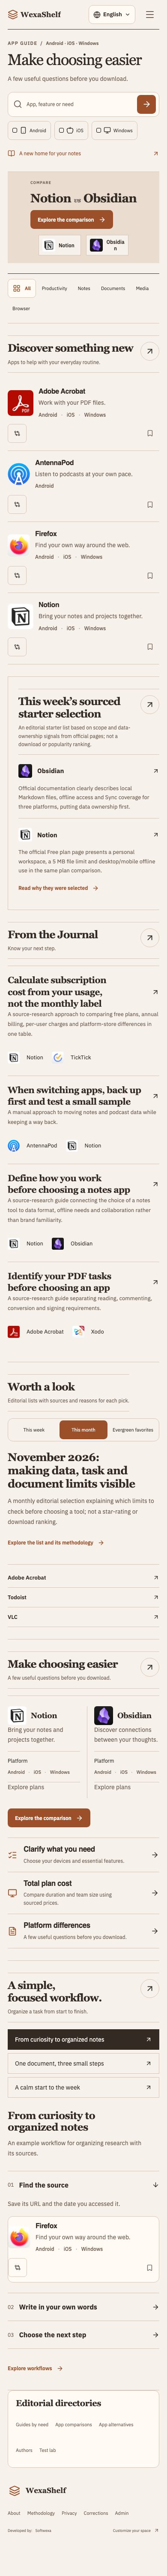 WexaShelf
English
APP GUIDE / Android · iOS · Windows
Make choosing easier
A few useful questions before you download.
App, feature or need
Android
iOS
Windows
A new home for your notes
COMPARE
Notion or Obsidian
Explore the comparison
Notion
Obsidia
n
All
Productivity
Notes
Documents
Media
Browser
Discover something new
Apps to help with your everyday routine.
Adobe Acrobat
Work with your PDF files.
Android · iOS · Windows
AntennaPod
Listen to podcasts at your own pace.
Android
Firefox
Find your own way around the web.
Android · iOS · Windows
Notion
Bring your notes and projects together.
Android · iOS · Windows
This week's sourced
starter selection
An editorial starter list based on scope and data-
ownership signals from official pages; not a
download or popularity ranking.
Obsidian
Official documentation clearly describes local
Markdown files, offline access and Sync coverage for
three platforms, putting data ownership first.
Notion
The official Free plan page presents a personal
workspace, a 5 MB file limit and desktop/mobile offline
use in the same plan comparison.
Read why they were selected
From the Journal
Know your next step.
Calculate subscription
cost from your usage,
not the monthly label
A source-research approach to comparing free plans, annual
billing, per-user charges and platform-store differences in
one table.
Notion
TickTick
When switching apps, back up
first and test a small sample
A manual approach to moving notes and podcast data while
keeping a way back.
AntennaPod
Notion
Define how you work
before choosing a notes app
A source-research guide connecting the choice of a notes
tool to data format, offline needs and collaboration rather
than brand familiarity.
Notion
Obsidian
Identify your PDF tasks
before choosing an app
A source-research guide separating reading, commenting,
conversion and signing requirements.
Adobe Acrobat
Xodo
Worth a look
Editorial lists with sources and reasons for each pick.
This week
This month
Evergreen favorites
November 2026:
making data, task and
document limits visible
A monthly editorial selection explaining which limits to
check before choosing a tool; not a star-rating or
download ranking.
Explore the list and its methodology
Adobe Acrobat
Todoist
VLC
Make choosing easier
A few useful questions before you download.
Notion
Bring your notes and
projects together.
Platform
Android · iOS · Windows
Explore plans
Obsidian
Discover connections
between your thoughts.
Platform
Android · iOS · Windows
Explore plans
Explore the comparison
Clarify what you need
Choose your devices and essential features.
Total plan cost
Compare duration and team size using
sourced prices.
Platform differences
A few useful questions before you download.
A simple,
focused workflow.
Organize a task from start to finish.
From curiosity to organized notes
One document, three small steps
A calm start to the week
From curiosity to
organized notes
An example workflow for organizing research with
its sources.
01 Find the source
Save its URL and the date you accessed it.
Firefox
Find your own way around the web.
Android · iOS · Windows
02 Write in your own words
03 Choose the next step
Explore workflows
Editorial directories
Guides by need
App comparisons
App alternatives
Authors
Test lab
WexaShelf
About
Methodology
Privacy
Corrections
Admin
Customize your space